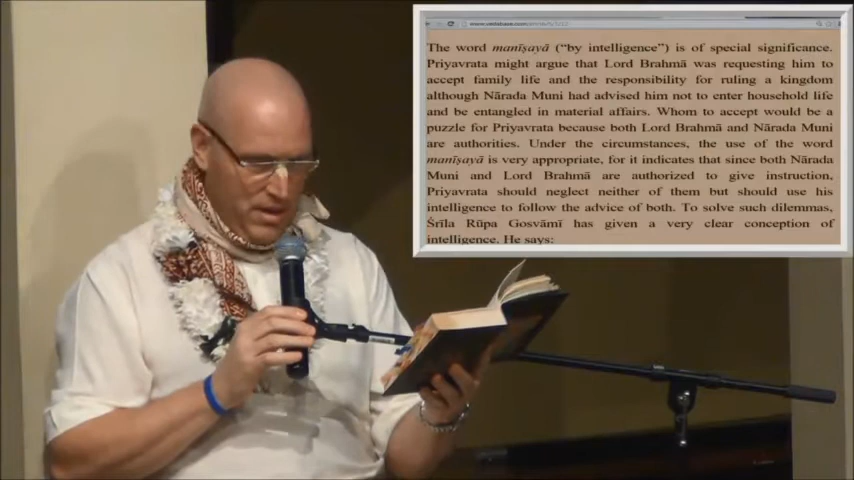 www.vedabase.com
The word manīṣayā (“by intelligence”) is of special significance.
Priyavrata might argue that Lord Brahmā was requesting him to
accept family life and the responsibility for ruling a kingdom
although Nārada Muni had advised him not to enter household life
and be entangled in material affairs. Whom to accept would be a
puzzle for Priyavrata because both Lord Brahmā and Nārada Muni
are authorities. Under the circumstances, the use of the word
manīṣayā is very appropriate, for it indicates that since both Nārada
Muni and Lord Brahmā are authorized to give instruction,
Priyavrata should neglect neither of them but should use his
intelligence to follow the advice of both. To solve such dilemmas,
Śrīla Rūpa Gosvāmī has given a very clear conception of
intelligence. He says: